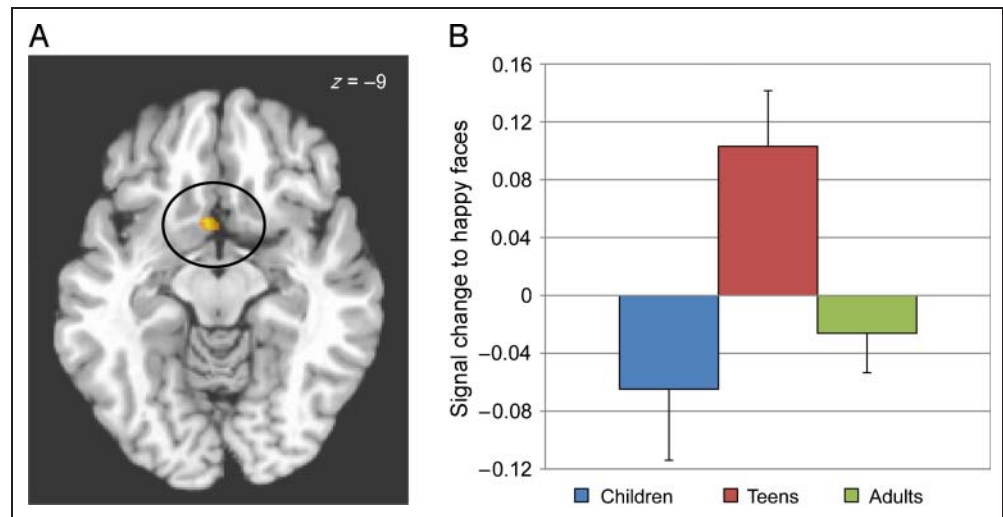 A
z = −9
B
Signal change to happy faces
0.16
0.12
0.08
0.04
0
−0.04
−0.08
−0.12
Children Teens Adults